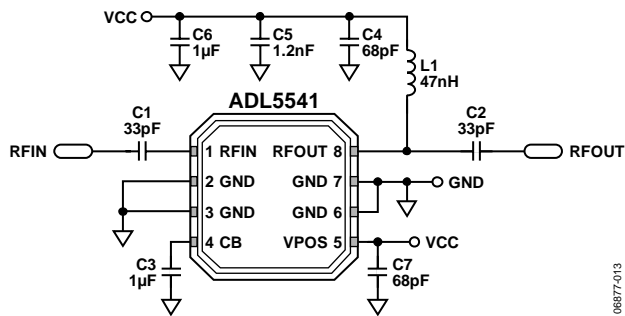 VCC
C6
1µF
C5
1.2nF
C4
68pF
L1
47nH
ADL5541
C1
33pF
C2
33pF
RFIN
1 RFIN
RFOUT 8
RFOUT
2 GND
GND 7
GND
3 GND
GND 6
4 CB
VPOS 5
VCC
C3
1µF
C7
68pF
06877-013